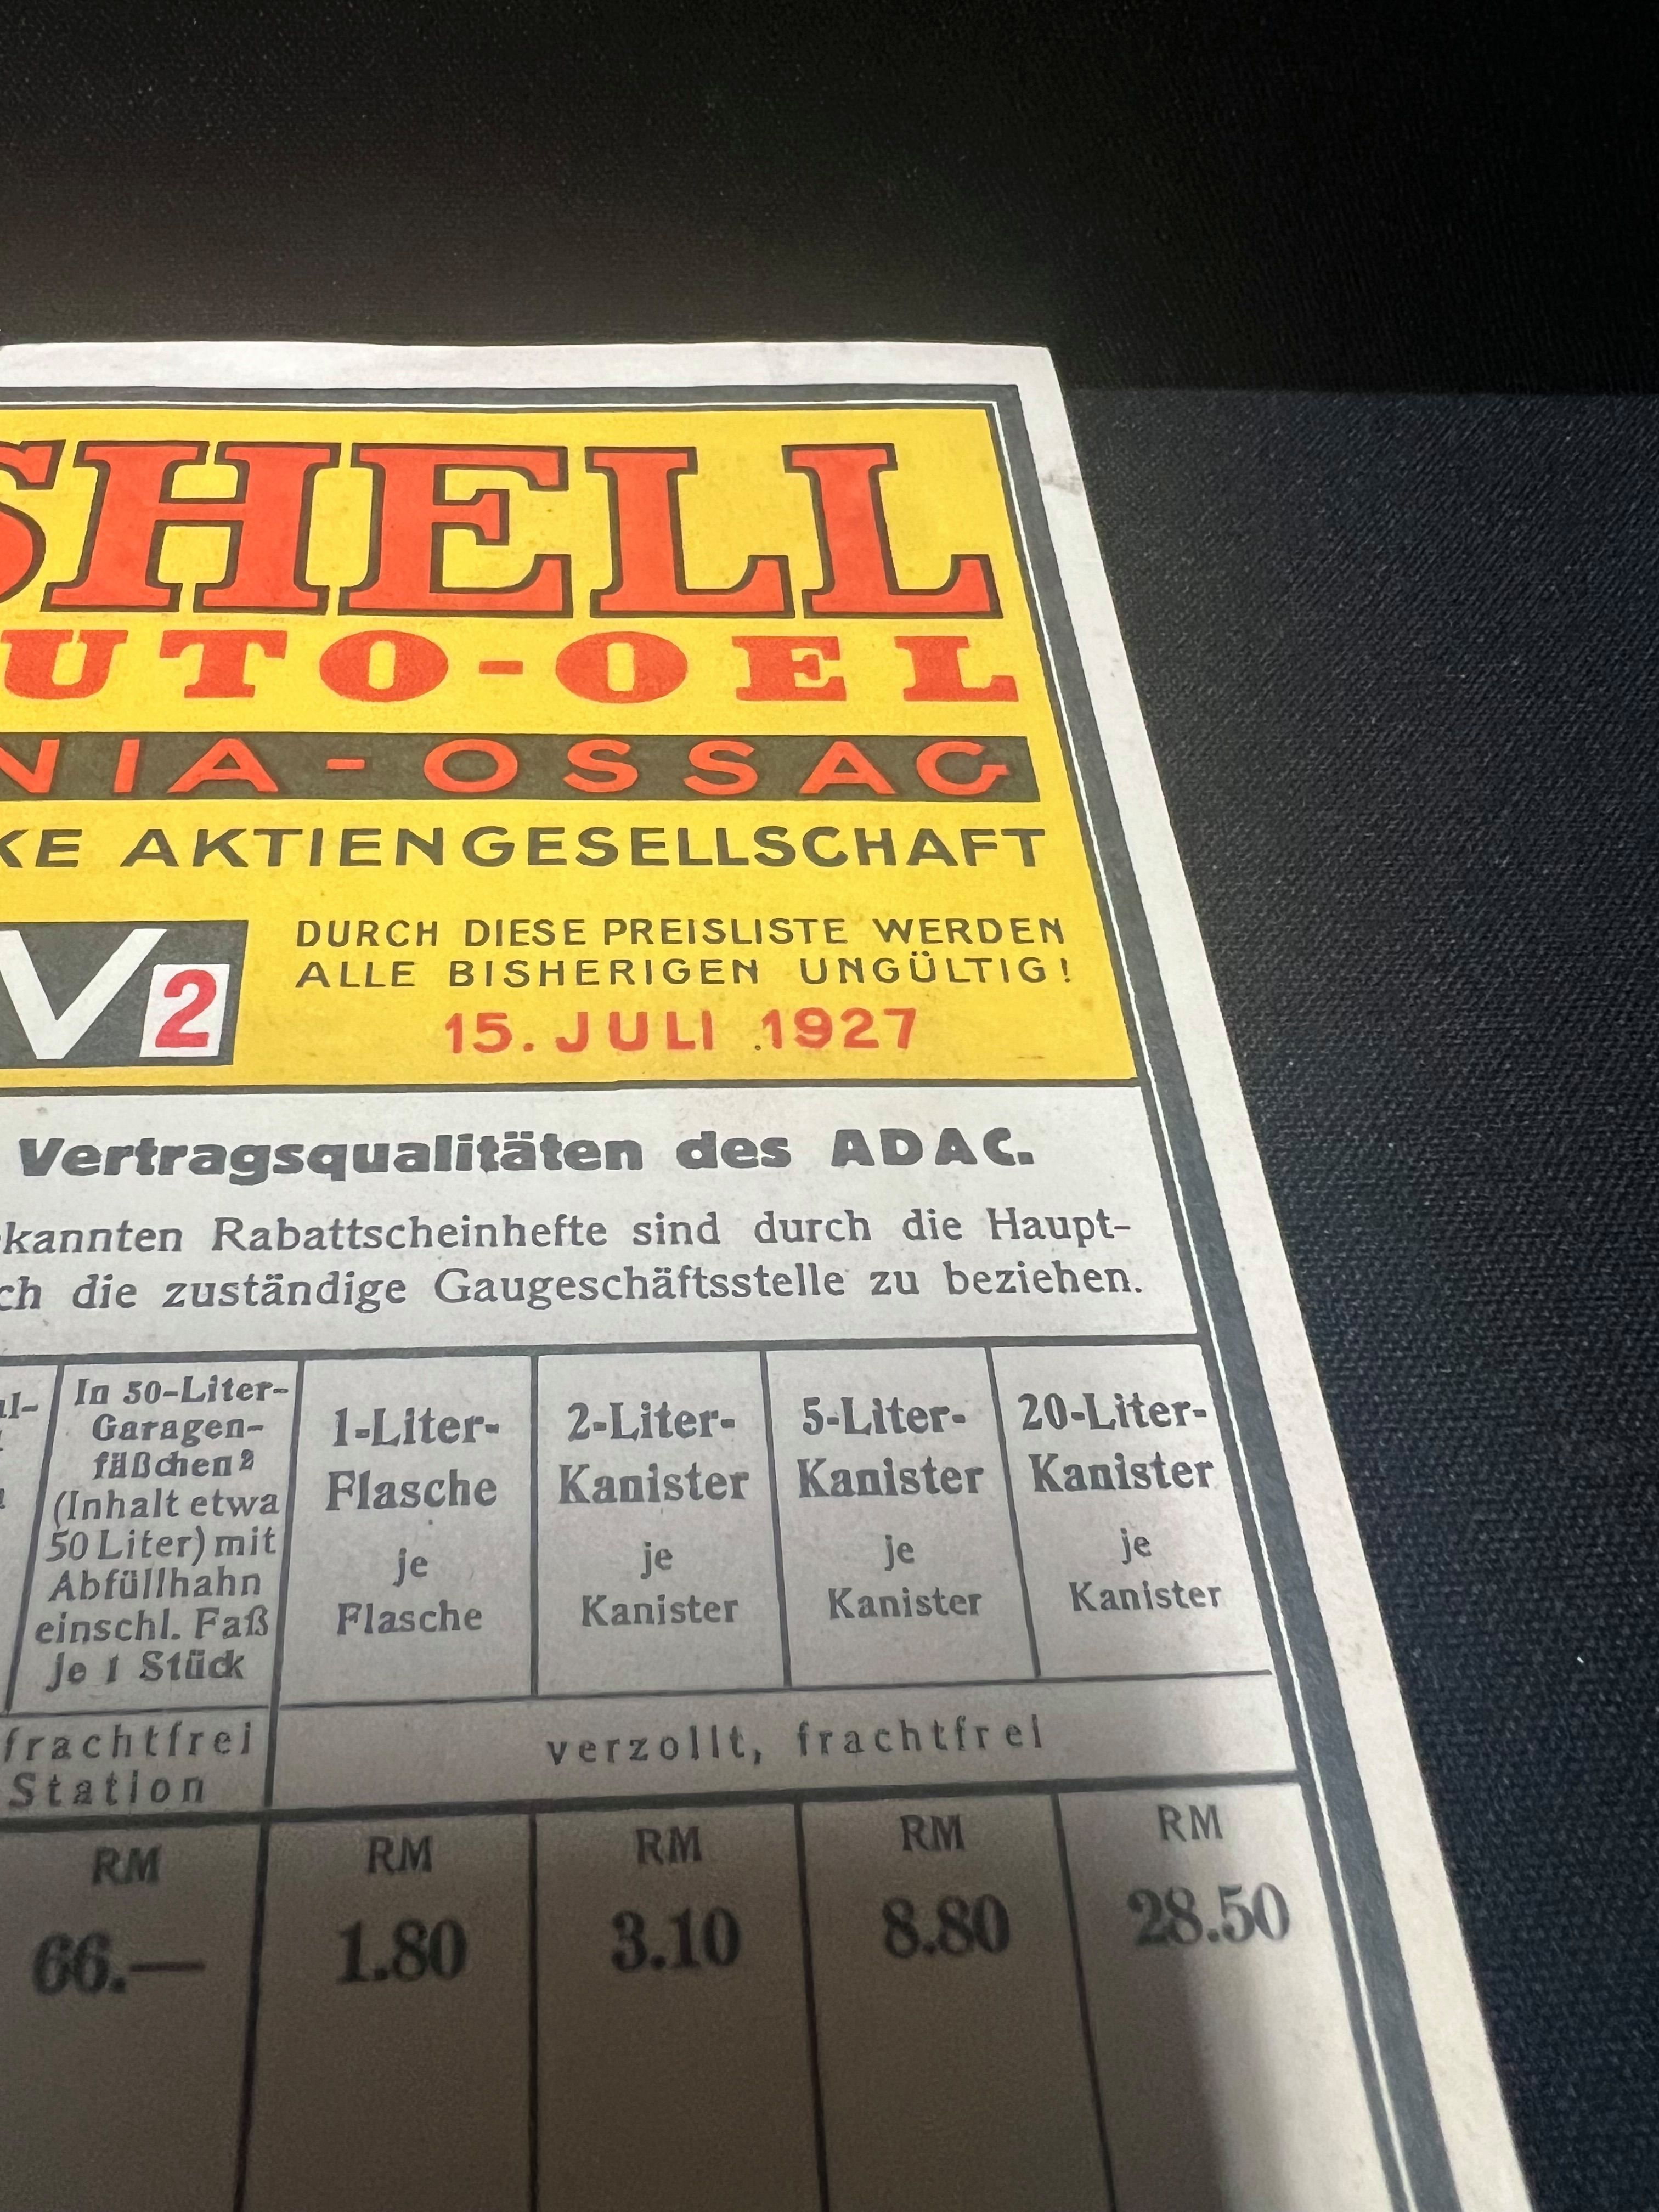 SHELL
UTO-OEL
NIA-OSSAG
KE AKTIENGESELLSCHAFT
V2
DURCH DIESE PREISLISTE WERDEN
ALLE BISHERIGEN UNGÜLTIG!
15. JULI 1927
Vertragsqualitäten des ADAC.
kannten Rabattscheinhefte sind durch die Haupt-
ch die zuständige Gaugeschäftsstelle zu beziehen.
In 50-Liter-
Garagen-
fäßchen²
(Inhalt etwa
50 Liter) mit
Abfüllhahn
einschl. Faß
je 1 Stück
1-Liter-
Flasche
je
Flasche
2-Liter-
Kanister
je
Kanister
5-Liter-
Kanister
je
Kanister
20-Liter-
Kanister
je
Kanister
frachtfrei
Station
verzollt, frachtfrei
RM RM RM RM RM
66.— 1.80 3.10 8.80 28.50